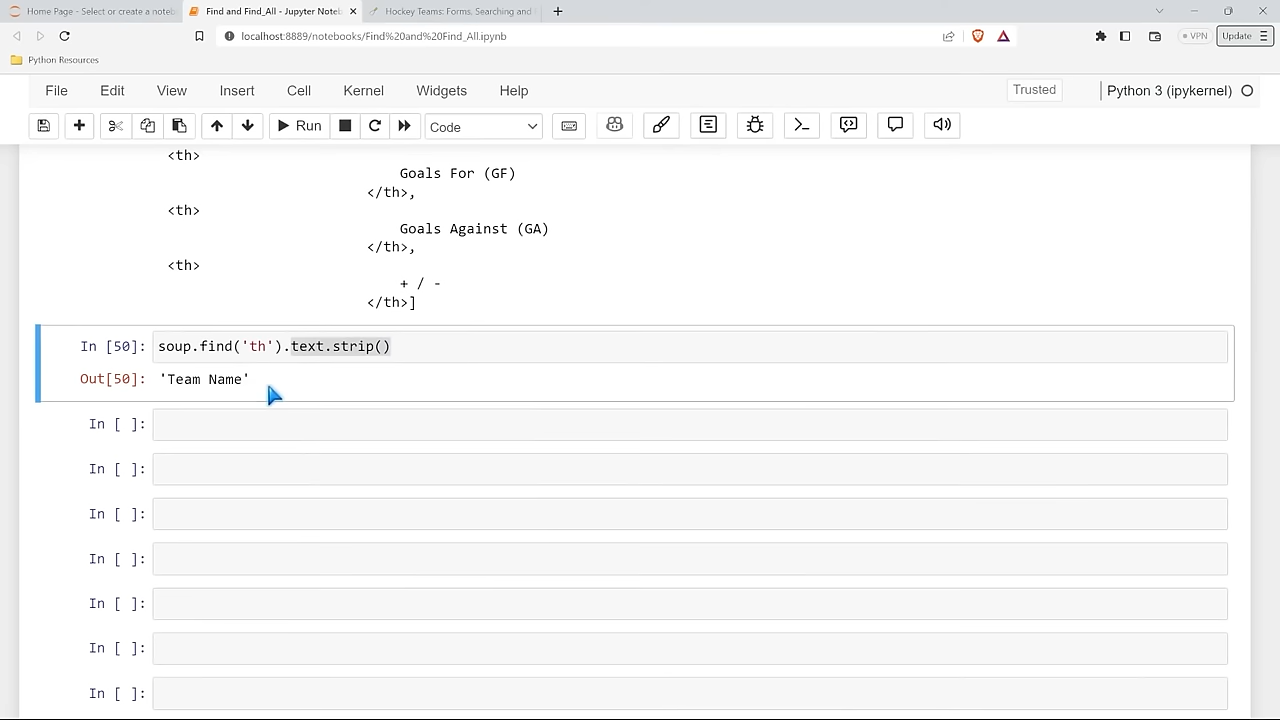 Home Page - Select or create a noteb
Find and Find_All - Jupyter Noteb
Hockey Teams: Forms, Searching and
localhost:8889/notebooks/Find%20and%20Find_All.ipynb
VPN
Update
Python Resources
File Edit View Insert Cell Kernel Widgets Help
Trusted
Python 3 (ipykernel)
Run
Code
<th>
Goals For (GF)
</th>,
<th>
Goals Against (GA)
</th>,
<th>
+ / -
</th>]
In [50]: soup.find('th').text.strip()
Out[50]: 'Team Name'
In [ ]:
In [ ]:
In [ ]:
In [ ]:
In [ ]:
In [ ]:
In [ ]: